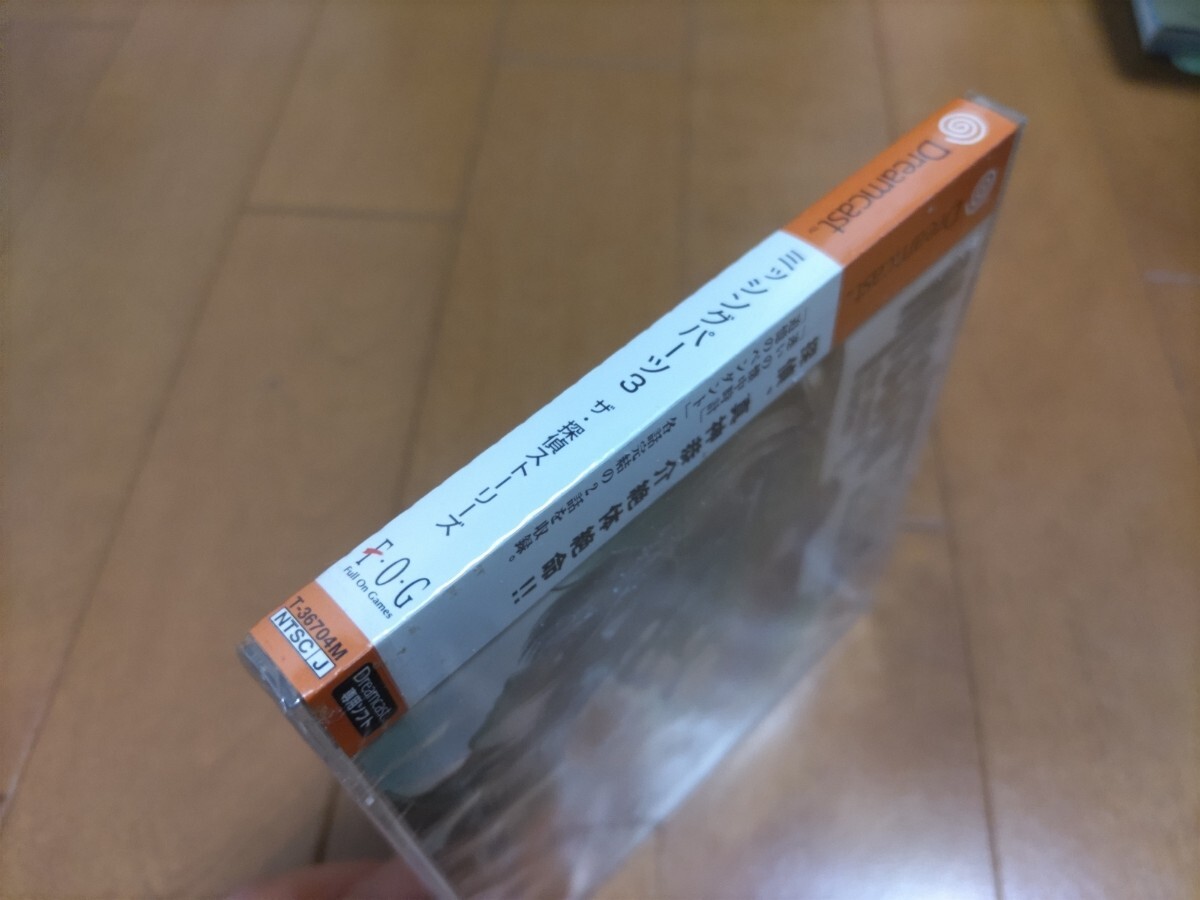 Dreamcast™
ミッシングパーツ3 ザ・探偵ストーリーズ
F・O・G
Full On Games
T-36704M
NTSC J
Dreamcast
探偵、真神恭介絶体絶命!!
「迷いの懐中時計」
「追憶のペンダント」各話完結の2話を収録。
Dreamcast
専用ソフト